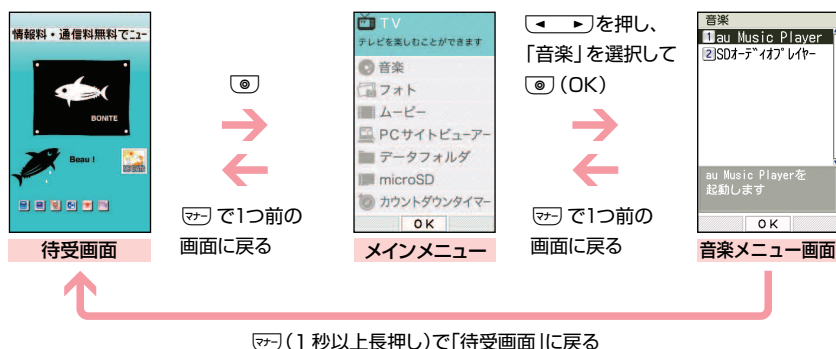 情報料・通信料無料でニュー
BONITE
Beau !
待受画面
マナー で1つ前の
画面に戻る
TV
テレビを楽しむことができます
音楽
フォト
ムービー
PCサイトビューアー
データフォルダ
microSD
カウントダウンタイマー
OK
メインメニュー
を押し、
「音楽」を選択して
(OK)
マナー で1つ前の
画面に戻る
音楽
1 au Music Player
2 SDオーディオプレイヤー
au Music Playerを
起動します
OK
音楽メニュー画面
マナー (1秒以上長押し)で「待受画面」に戻る